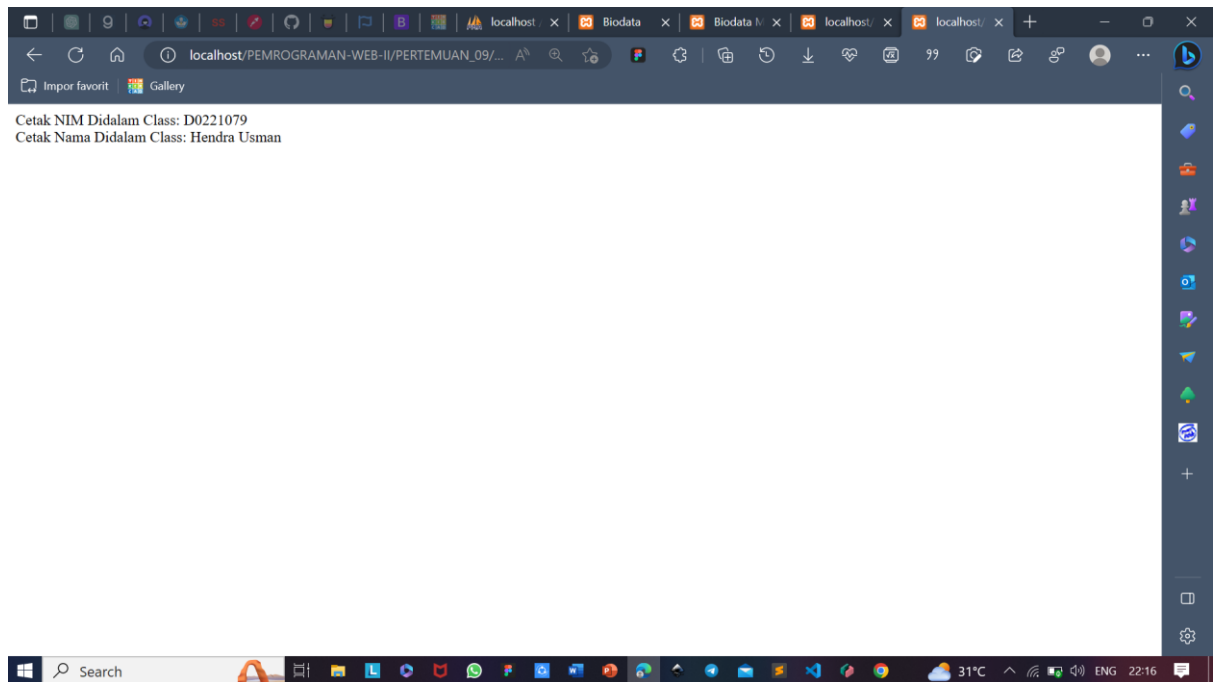 localhost/
Biodata
Biodata M
localhost/
localhost/
localhost/PEMROGRAMAN-WEB-II/PERTEMUAN_09/...
Impor favorit
Gallery
Cetak NIM Didalam Class: D0221079
Cetak Nama Didalam Class: Hendra Usman
Search
31°C
ENG
22:16